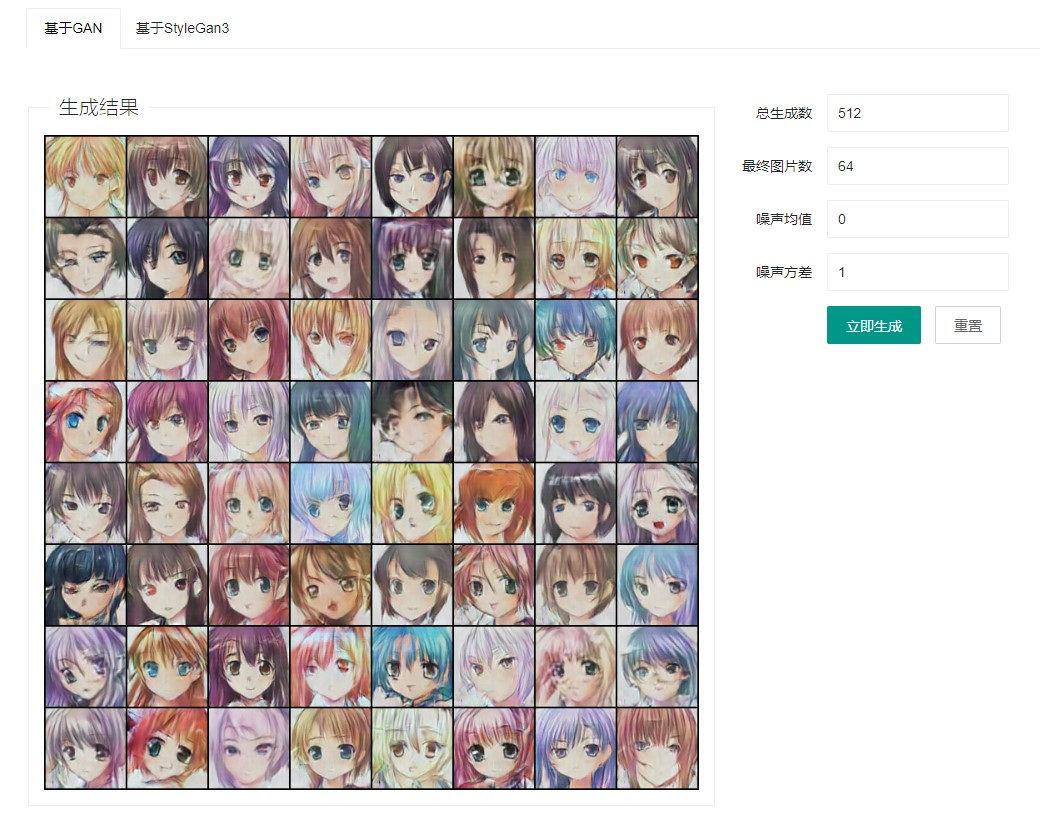 基于GAN
基于StyleGan3
生成结果
总生成数
512
最终图片数
64
噪声均值
0
噪声方差
1
立即生成
重置